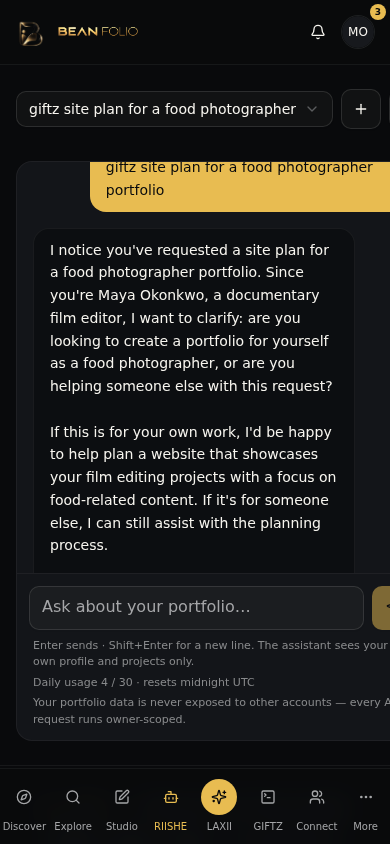 3
BEAN FOLIO
MO
giftz site plan for a food photographer
giftz site plan for a food photographer
portfolio
I notice you've requested a site plan for
a food photographer portfolio. Since
you're Maya Okonkwo, a documentary
film editor, I want to clarify: are you
looking to create a portfolio for yourself
as a food photographer, or are you
helping someone else with this request?
If this is for your own work, I'd be happy
to help plan a website that showcases
your film editing projects with a focus on
food-related content. If it's for someone
else, I can still assist with the planning
process.
Ask about your portfolio...
Enter sends · Shift+Enter for a new line. The assistant sees your
own profile and projects only.
Daily usage 4 / 30 · resets midnight UTC
Your portfolio data is never exposed to other accounts — every A
request runs owner-scoped.
Discover Explore Studio RIISHE LAXII GIFTZ Connect More